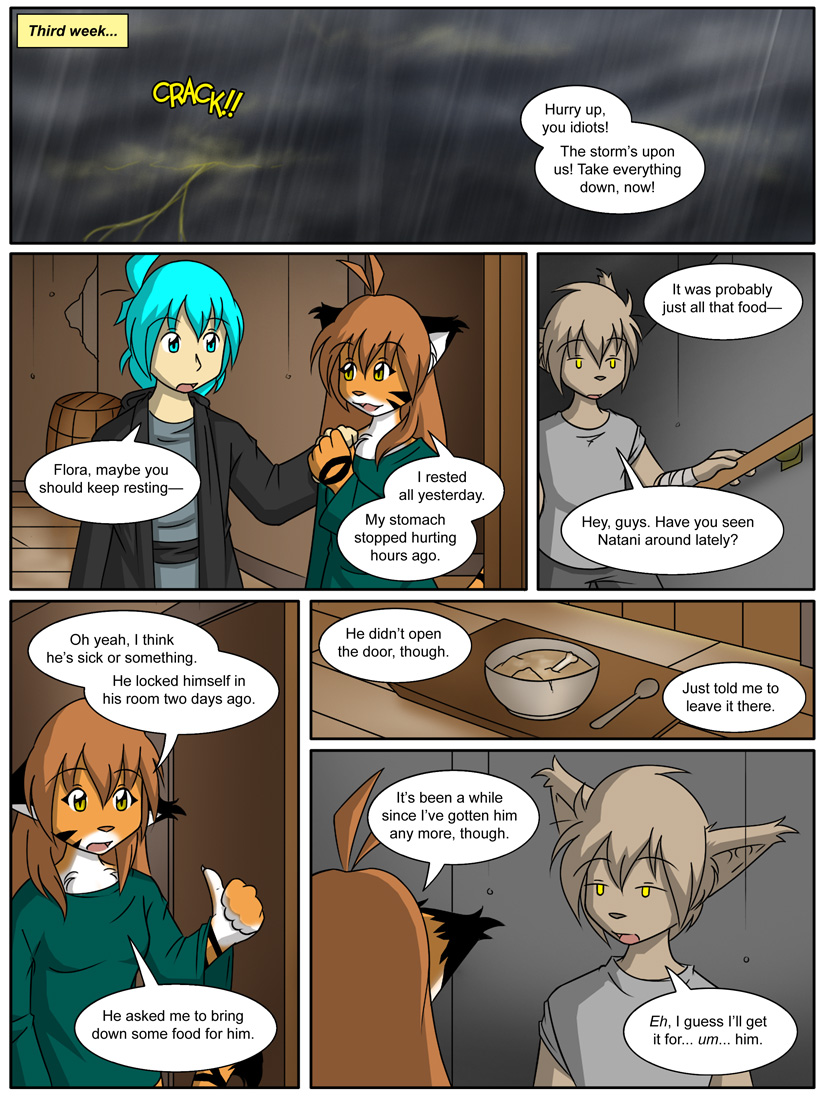 Third week...
CRACK!!
Hurry up,
you idiots!
The storm's upon
us! Take everything
down, now!
Flora, maybe you
should keep resting—
I rested
all yesterday.
My stomach
stopped hurting
hours ago.
It was probably
just all that food—
Hey, guys. Have you seen
Natani around lately?
Oh yeah, I think
he's sick or something.
He locked himself in
his room two days ago.
He asked me to bring
down some food for him.
He didn't open
the door, though.
Just told me to
leave it there.
It's been a while
since I've gotten him
any more, though.
Eh, I guess I'll get
it for... um... him.